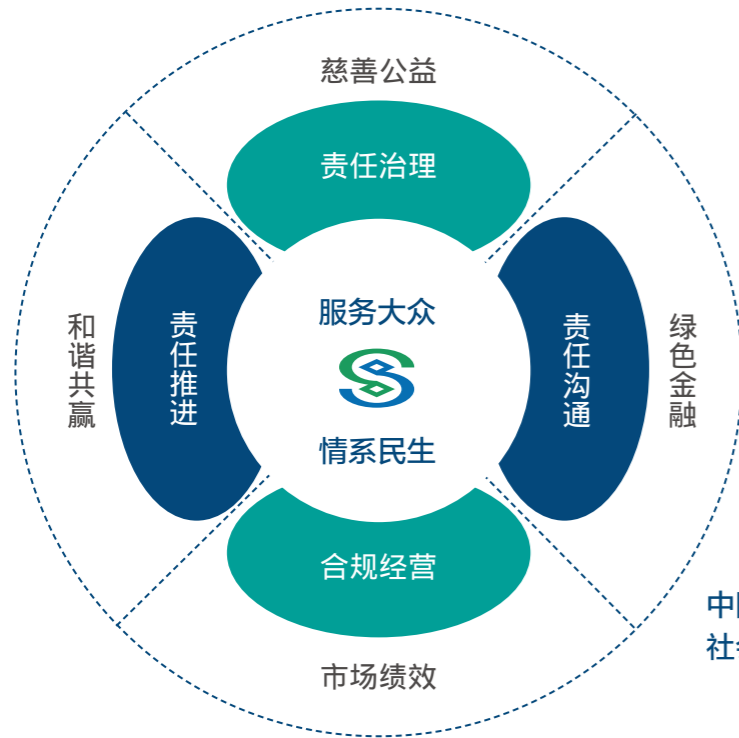 慈善公益
责任治理
和谐共赢
责任推进
服务大众
情系民生
责任沟通
绿色金融
合规经营
市场绩效
中
社